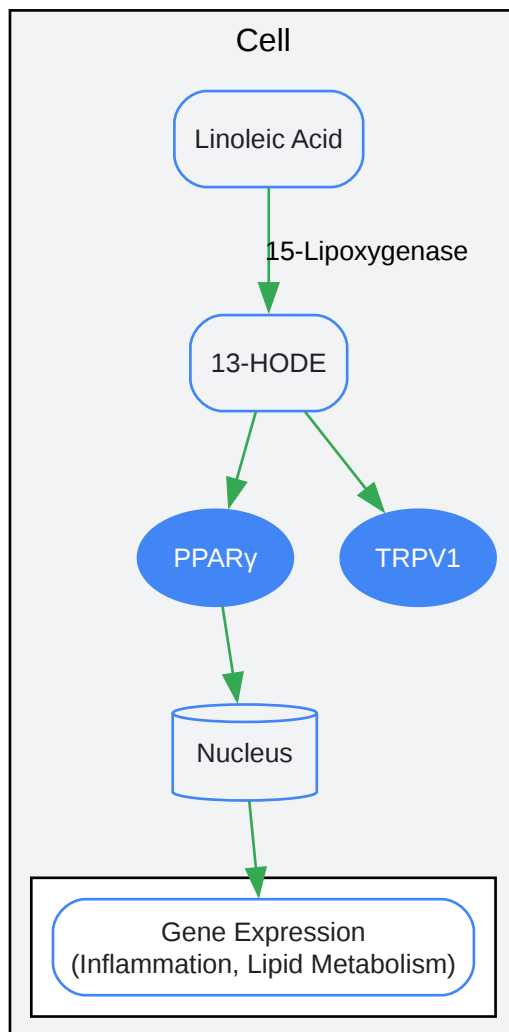 Cell
Linoleic Acid
15-Lipoxygenase
13-HODE
PPARγ
TRPV1
Nucleus
Gene Expression
(Inflammation, Lipid Metabolism)